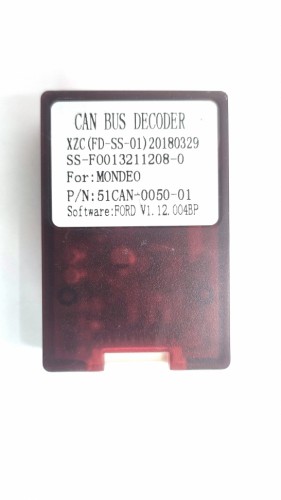 CAN BUS DECODER
XZC(FD-SS-01)20180329
SS-F0013211208-0
For:MONDEO
P/N:51CAN-0050-01
Software:FORD V1.12.004BP